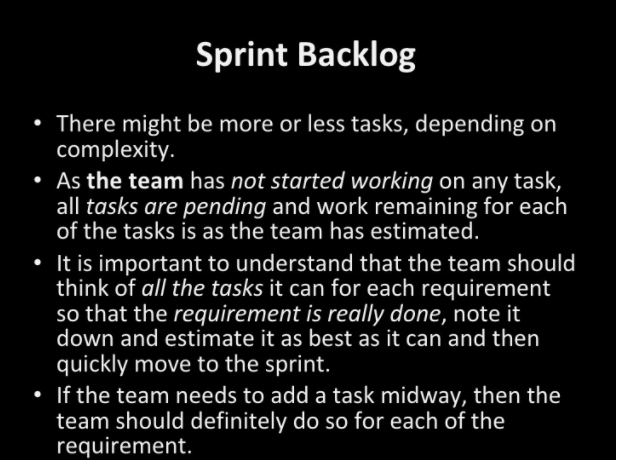 Sprint Backlog
• There might be more or less tasks, depending on
complexity.
• As the team has not started working on any task,
all tasks are pending and work remaining for each
of the tasks is as the team has estimated.
• It is important to understand that the team should
think of all the tasks it can for each requirement
so that the requirement is really done, note it
down and estimate it as best as it can and then
quickly move to the sprint.
• If the team needs to add a task midway, then the
team should definitely do so for each of the
requirement.